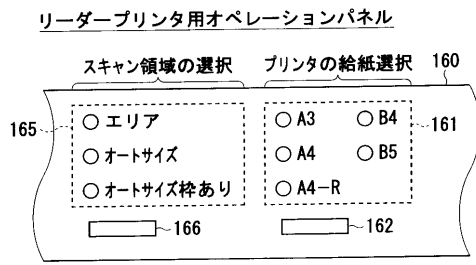 リーダープリンタ用オペレーションパネル
スキャン領域の選択 プリンタの給紙選択
160
165 エリア A3 B4 161
オートサイズ A4 B5
オートサイズ枠あり A4-R
166 162